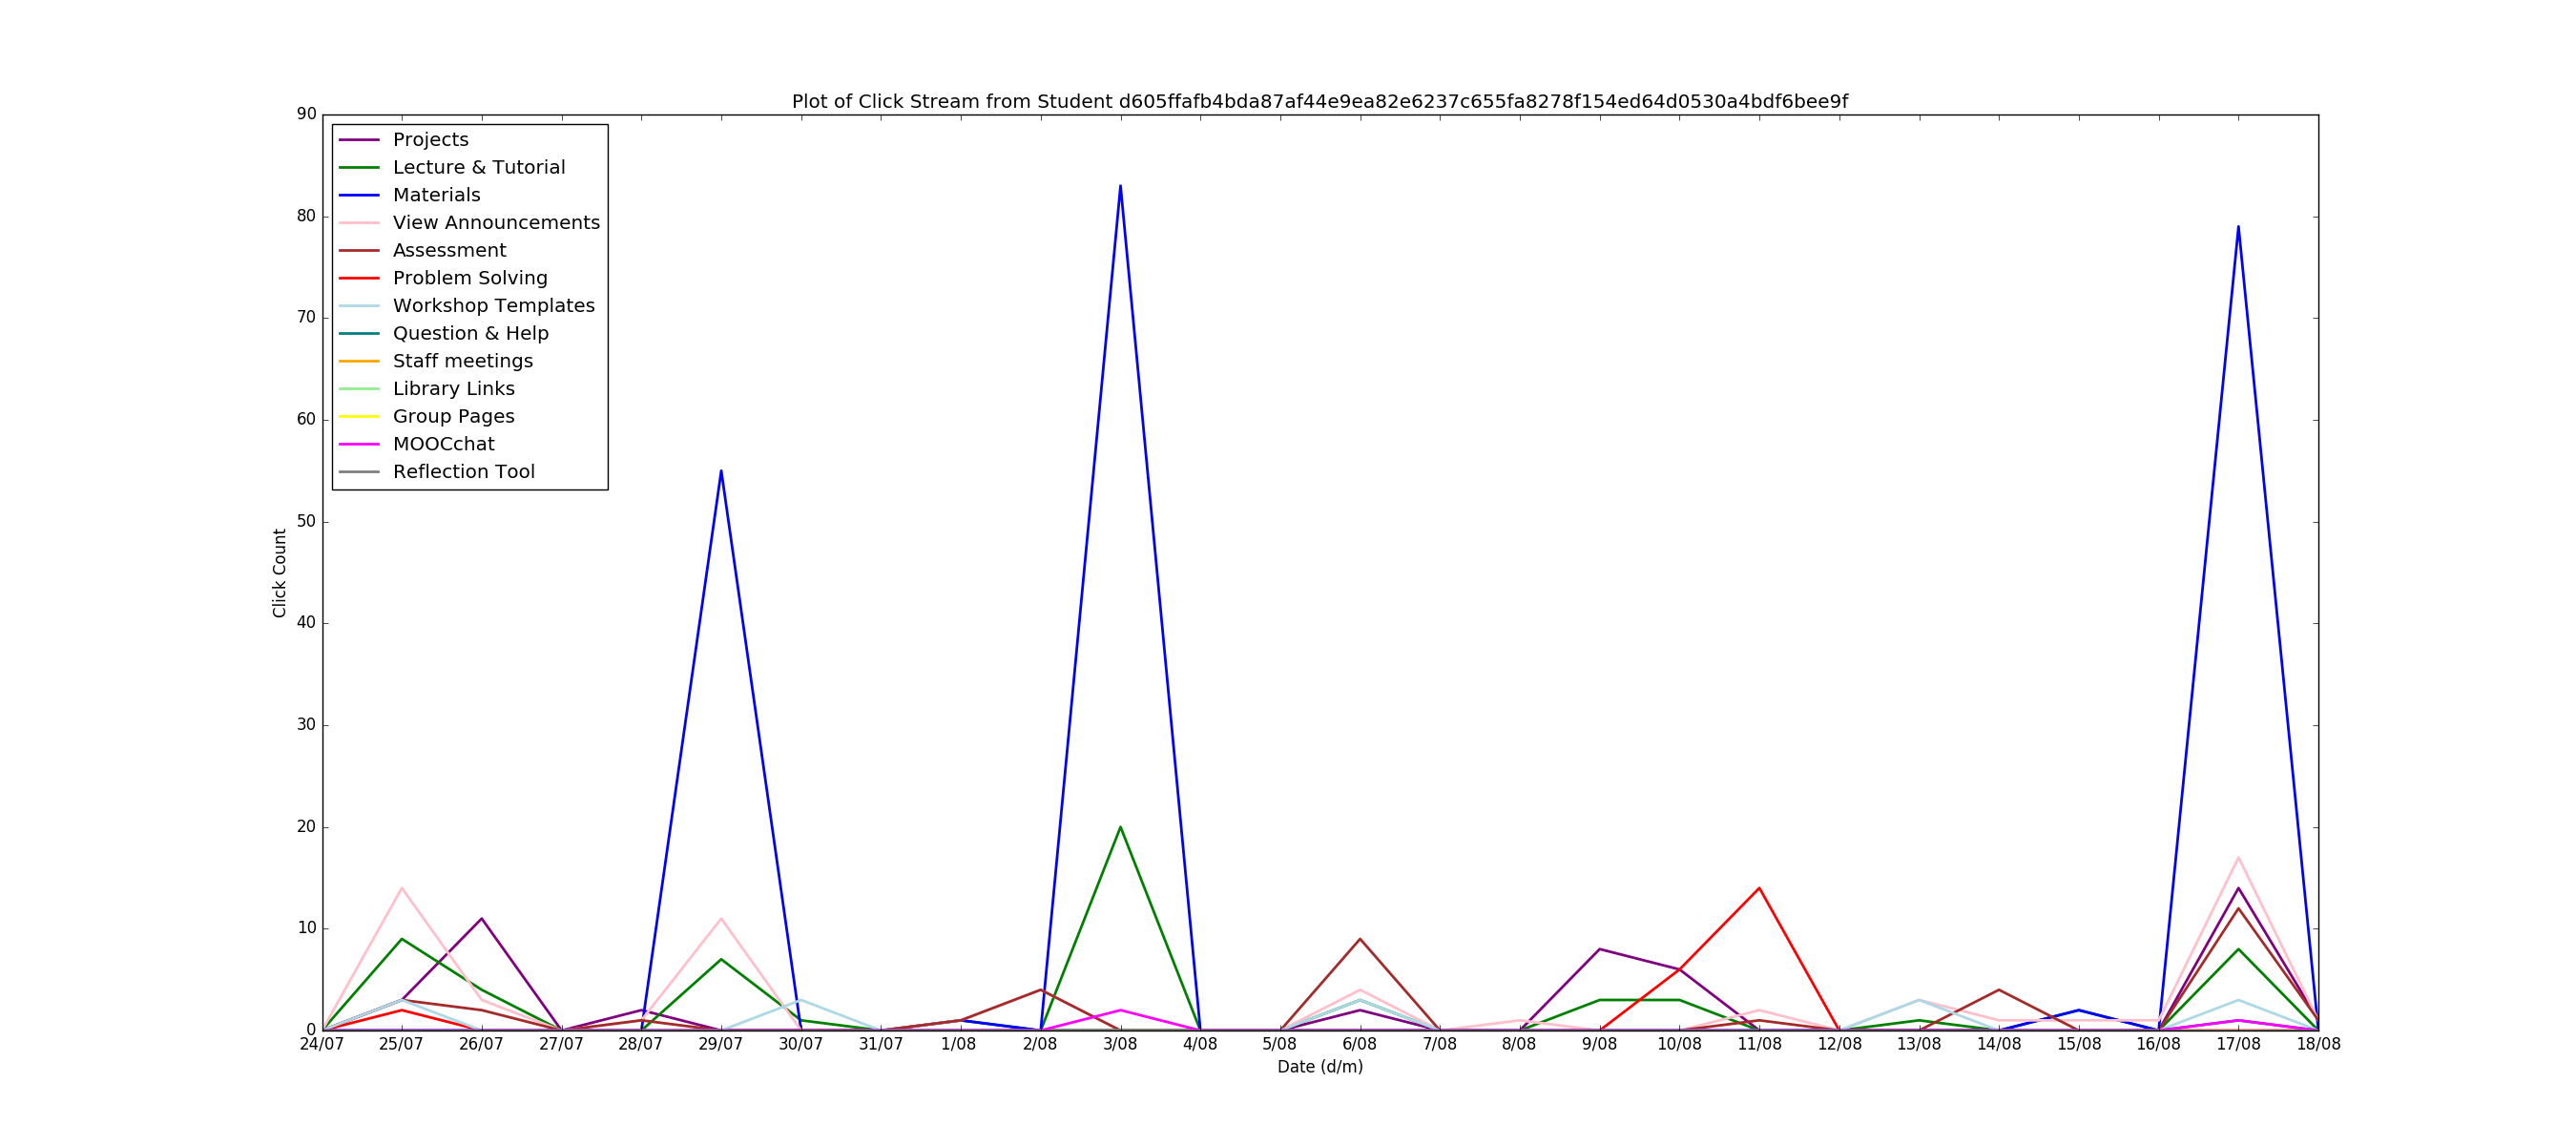 Plot of Click Stream from Student d605ffafb4bda87af44e9ea82e6237c655fa8278f154ed64d0530a4bdf6bee9f
90
80
70
60
50
40
30
20
10
0
Click Count
Projects
Lecture & Tutorial
Materials
View Announcements
Assessment
Problem Solving
Workshop Templates
Question & Help
Staff meetings
Library Links
Group Pages
MOOCchat
Reflection Tool
24/07 25/07 26/07 27/07 28/07 29/07 30/07 31/07 1/08 2/08 3/08 4/08 5/08 6/08 7/08 8/08 9/08 10/08 11/08 12/08 13/08 14/08 15/08 16/08 17/08 18/08
Date (d/m)